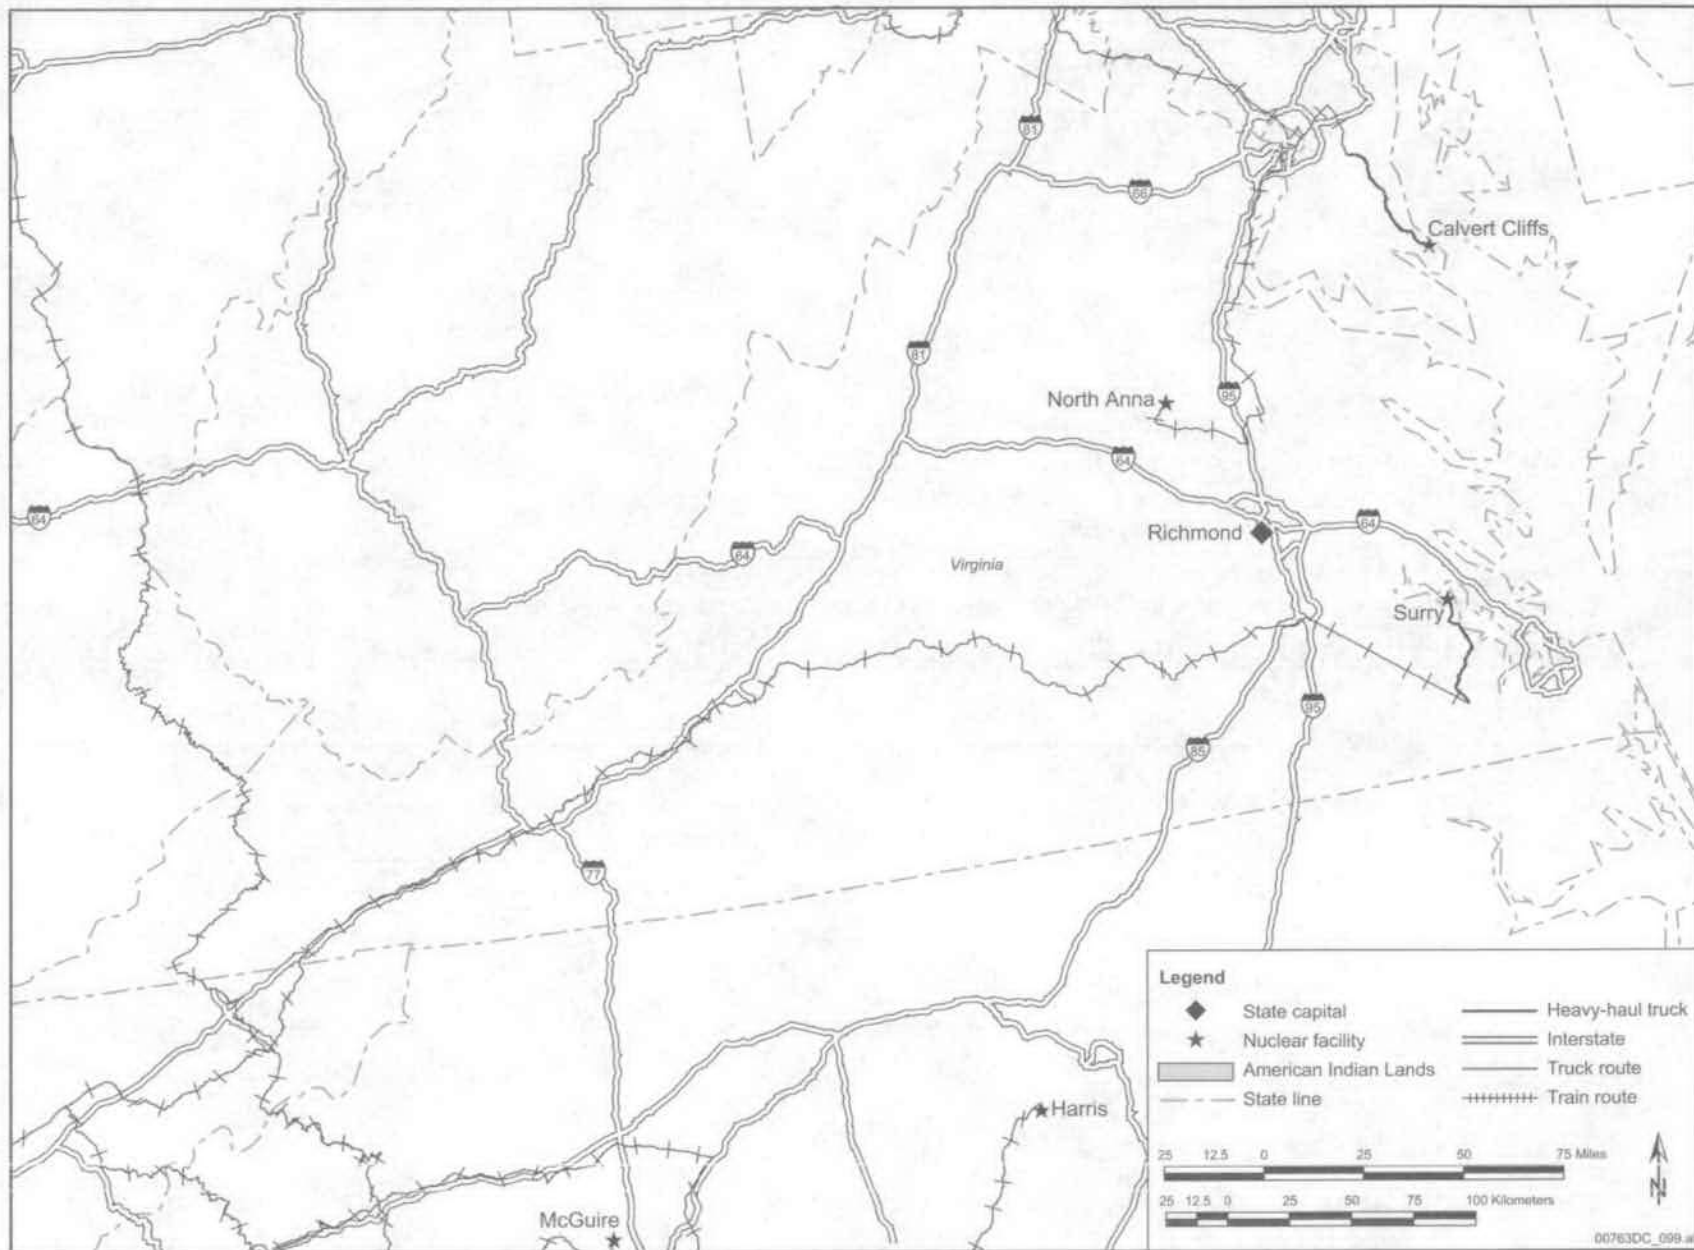 81
66
Calvert Cliffs
81
North Anna
95
64
64
Richmond
64
64
Virginia
Surry
95
85
77
Legend
State capital
Nuclear facility
American Indian Lands
State line
Heavy-haul truck
Interstate
Truck route
Train route
Harris
25 12.5 0 25 50 75 Miles
25 12.5 0 25 50 75 100 Kilometers
N
McGuire
00763DC_099.ai